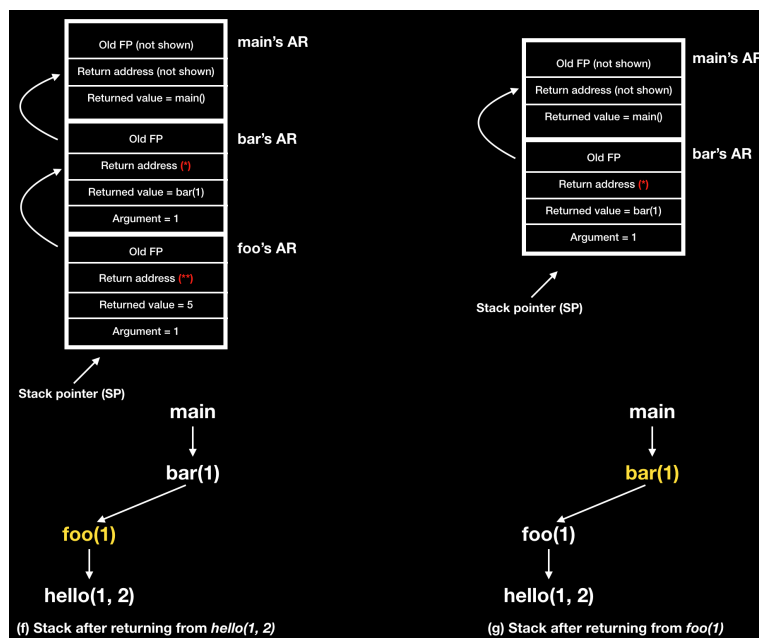 Old FP (not shown)
main's AR
Return address (not shown)
Returned value = main()
Old FP
bar's AR
Return address (*)
Returned value = bar(1)
Argument = 1
Old FP
foo's AR
Return address (**)
Returned value = 5
Argument = 1
Stack pointer (SP)
main
bar(1)
foo(1)
hello(1, 2)
(f) Stack after returning from hello(1, 2)
Old FP (not shown)
main's AR
Return address (not shown)
Returned value = main()
Old FP
bar's AR
Return address (*)
Returned value = bar(1)
Argument = 1
Stack pointer (SP)
main
bar(1)
foo(1)
hello(1, 2)
(g) Stack after returning from foo(1)